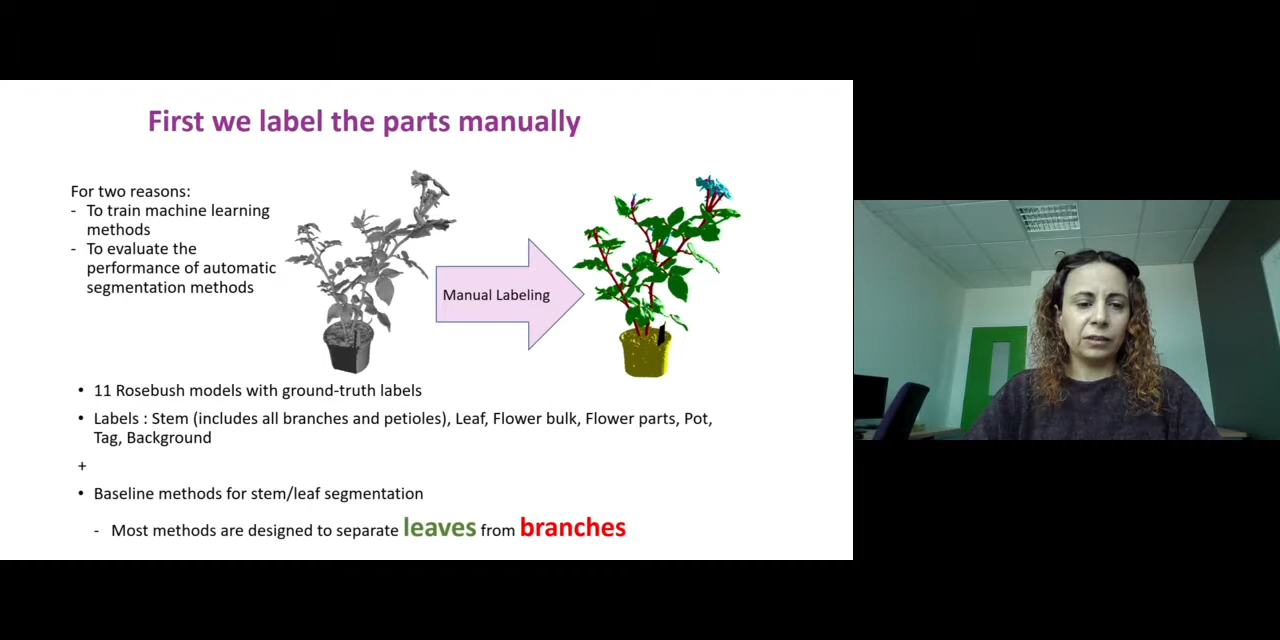 First we label the parts manually
For two reasons:
- To train machine learning
methods
- To evaluate the
performance of automatic
segmentation methods
Manual Labeling
• 11 Rosebush models with ground-truth labels
• Labels : Stem (includes all branches and petioles), Leaf, Flower bulk, Flower parts, Pot,
Tag, Background
+
• Baseline methods for stem/leaf segmentation
- Most methods are designed to separate leaves from branches